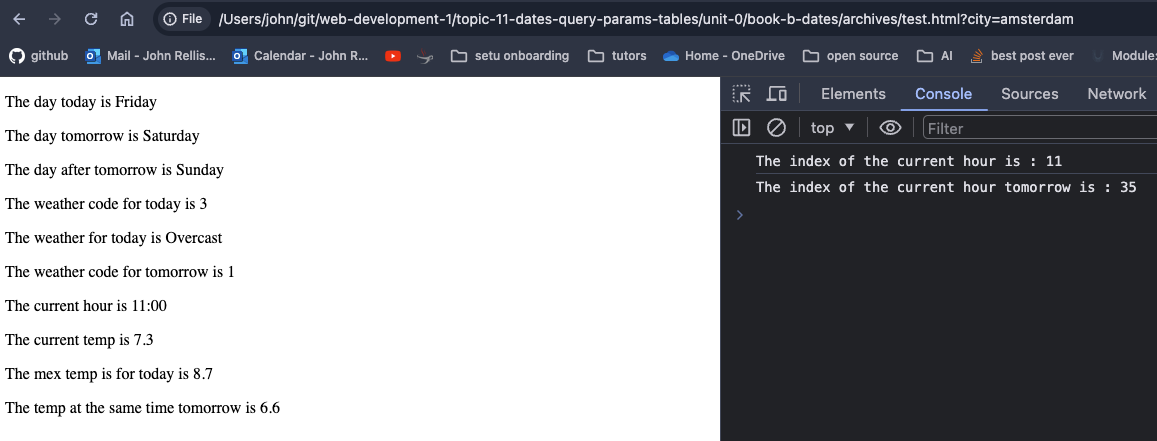 File /Users/john/git/web-development-1/topic-11-dates-query-params-tables/unit-0/book-b-dates/archives/test.html?city=amsterdam
github Mail - John Rellis... Calendar - John R... setu onboarding tutors Home - OneDrive open source AI best post ever Module:
The day today is Friday
The day tomorrow is Saturday
The day after tomorrow is Sunday
The weather code for today is 3
The weather for today is Overcast
The weather code for tomorrow is 1
The current hour is 11:00
The current temp is 7.3
The mex temp is for today is 8.7
The temp at the same time tomorrow is 6.6
Elements Console Sources Network
top Filter
The index of the current hour is : 11
The index of the current hour tomorrow is : 35